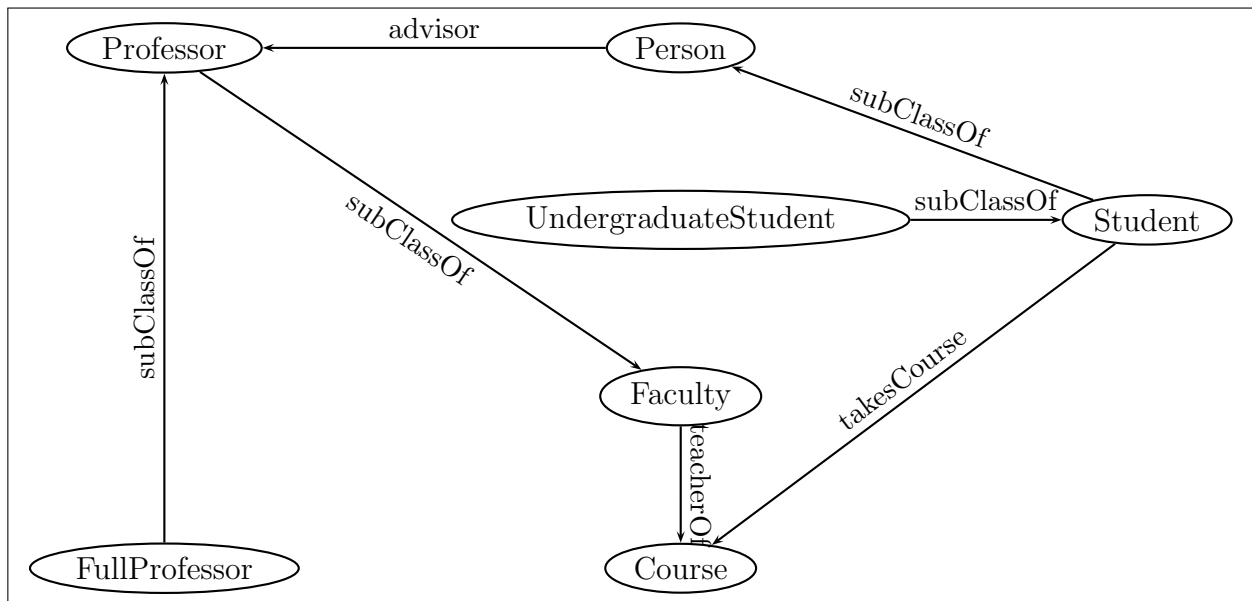 advisor
Professor
Person
subClassOf
UndergraduateStudent
subClassOf
Student
subClassOf
subClassOf
takesCourse
Faculty
teacherOf
FullProfessor
Course